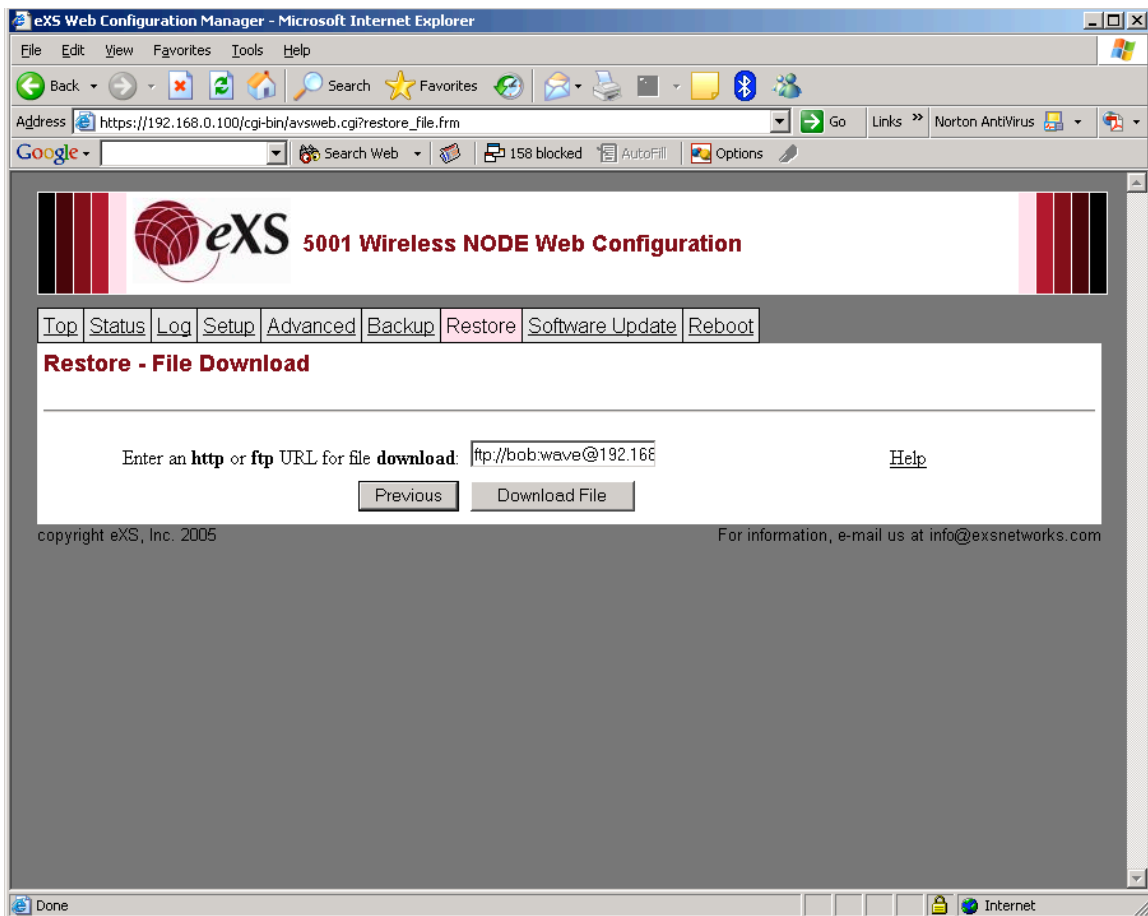 eXS Web Configuration Manager - Microsoft Internet Explorer
File Edit View Favorites Tools Help
Back Search Favorites
Address https://192.168.0.100/cgi-bin/avsweb.cgi?restore_file.frm Go Links » Norton AntiVirus
Google Search Web 158 blocked AutoFill Options
eXS 5001 Wireless NODE Web Configuration
Top Status Log Setup Advanced Backup Restore Software Update Reboot
Restore - File Download
Enter an http or ftp URL for file download: ftp://bob:wave@192.168 Help
Previous Download File
copyright eXS, Inc. 2005 For information, e-mail us at info@exsnetworks.com
Done Internet